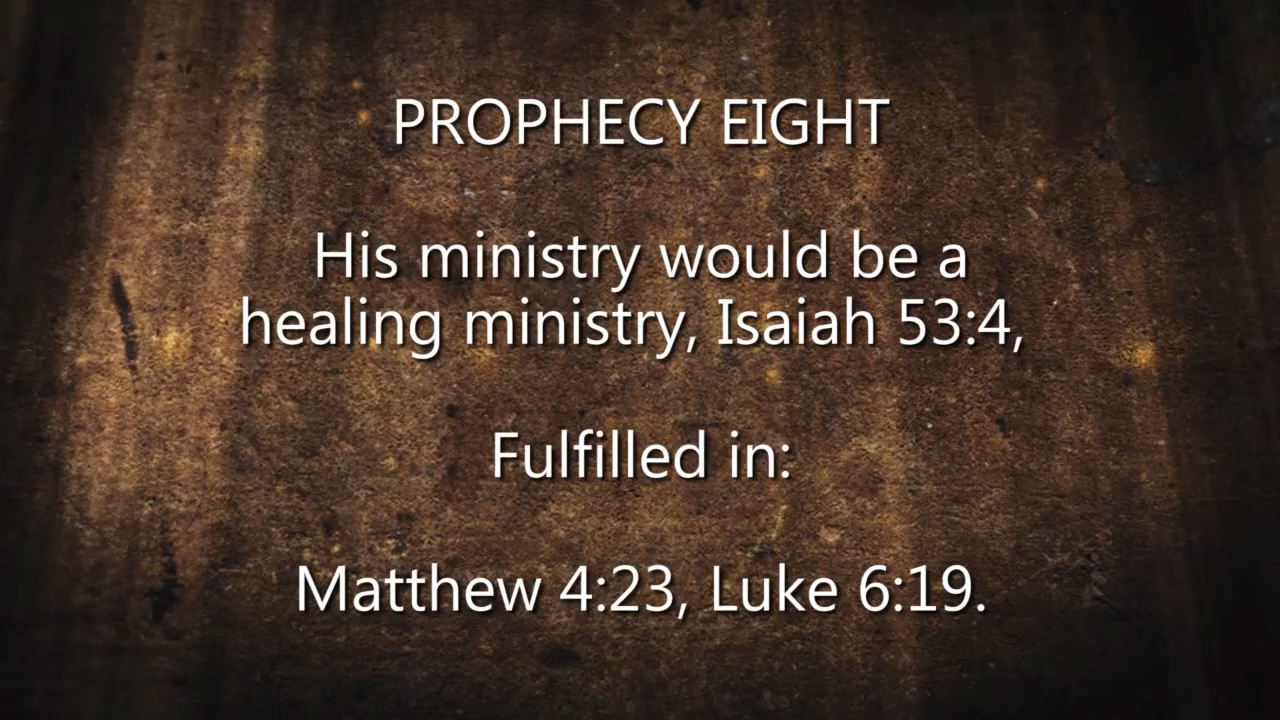 PROPHECY EIGHT
His ministry would be a
healing ministry, Isaiah 53:4,
Fulfilled in:
Matthew 4:23, Luke 6:19.